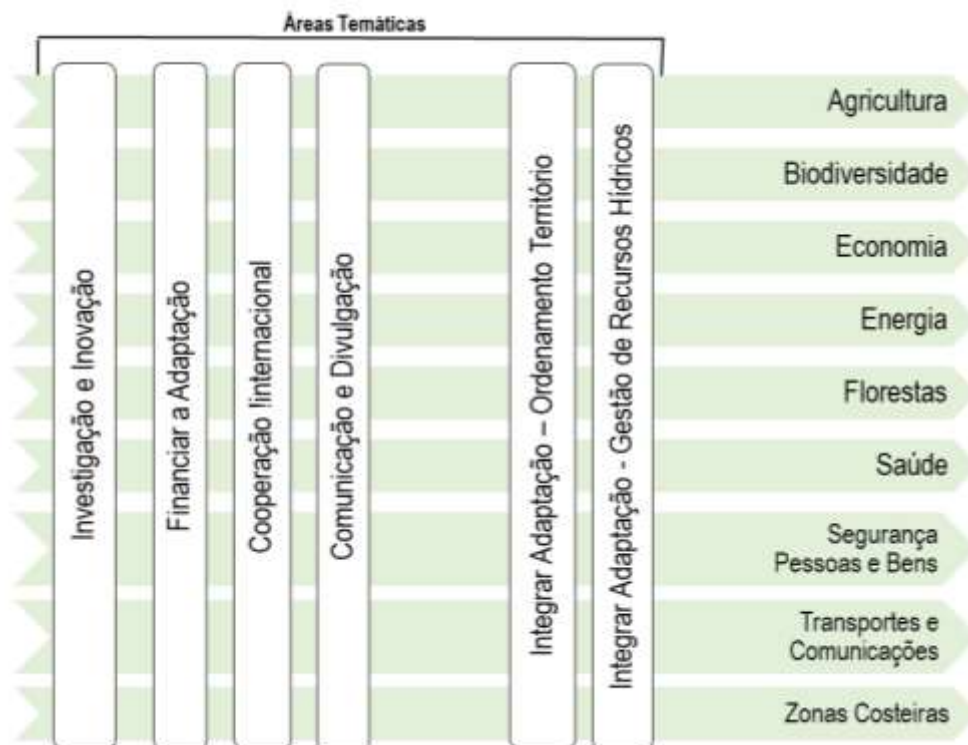 Áreas Temáticas
Investigação e Inovação
Financiar a Adaptação
Cooperação !internacional
Comunicação e Divulgação
Integrar Adaptação – Ordenamento Território
Integrar Adaptação - Gestão de Recursos Hídricos
Agricultura
Biodiversidade
Economia
Energia
Florestas
Saúde
Segurança
Pessoas e Bens
Transportes e
Comunicações
Zonas Costeiras